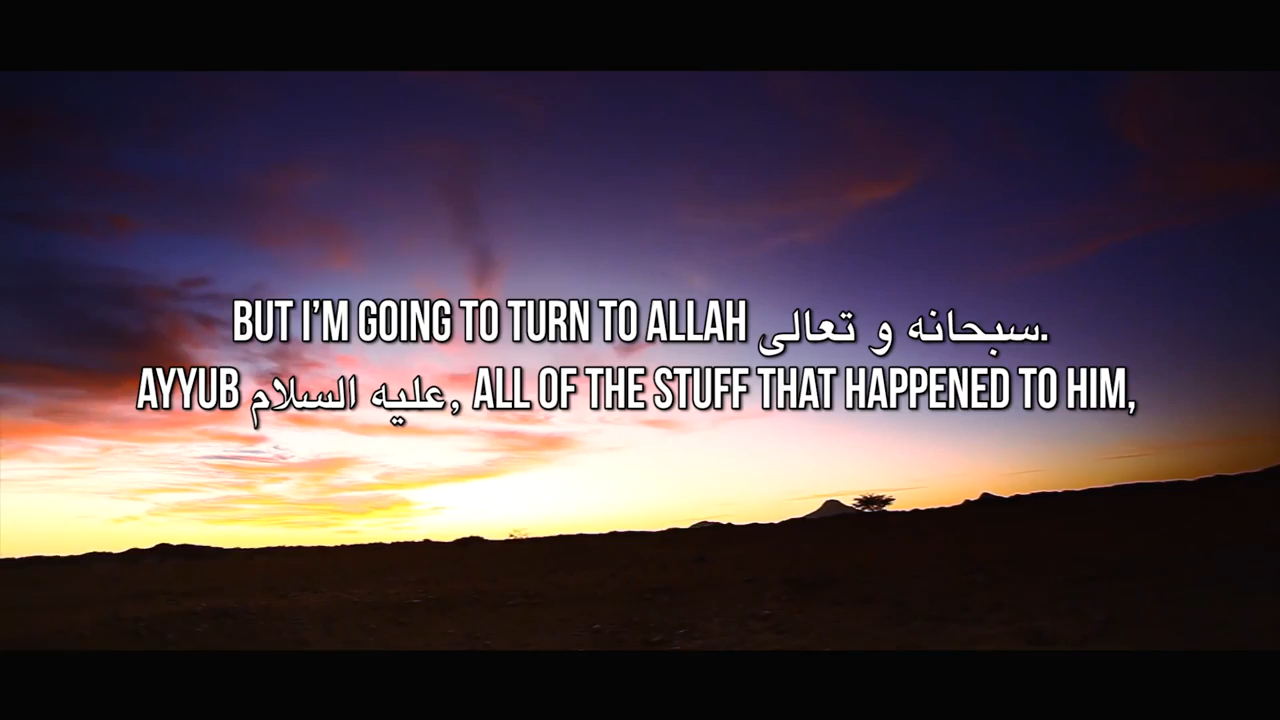 BUT I'M GOING TO TURN TO ALLAH سبحانه و تعالى.
AYYUB عليه السلام, ALL OF THE STUFF THAT HAPPENED TO HIM,